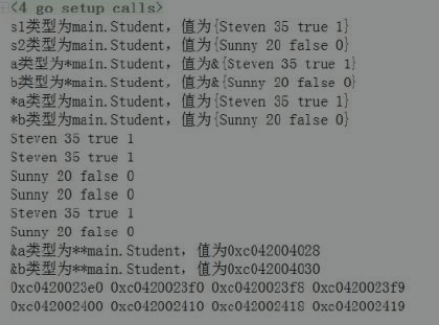 <4 go setup calls>
s1类型为main.Student, 值为{Steven 35 true 1}
s2类型为main.Student, 值为{Sunny 20 false 0}
a类型为*main.Student, 值为&{Steven 35 true 1}
b类型为*main.Student, 值为&{Sunny 20 false 0}
*a类型为main.Student, 值为{Steven 35 true 1}
*b类型为main.Student, 值为{Sunny 20 false 0}
Steven 35 true 1
Steven 35 true 1
Sunny 20 false 0
Sunny 20 false 0
Steven 35 true 1
Sunny 20 false 0
&a类型为**main.Student, 值为0xc042004028
&b类型为**main.Student, 值为0xc042004030
0xc0420023e0 0xc0420023f0 0xc0420023f8 0xc0420023f9
0xc042002400 0xc042002410 0xc042002418 0xc042002419